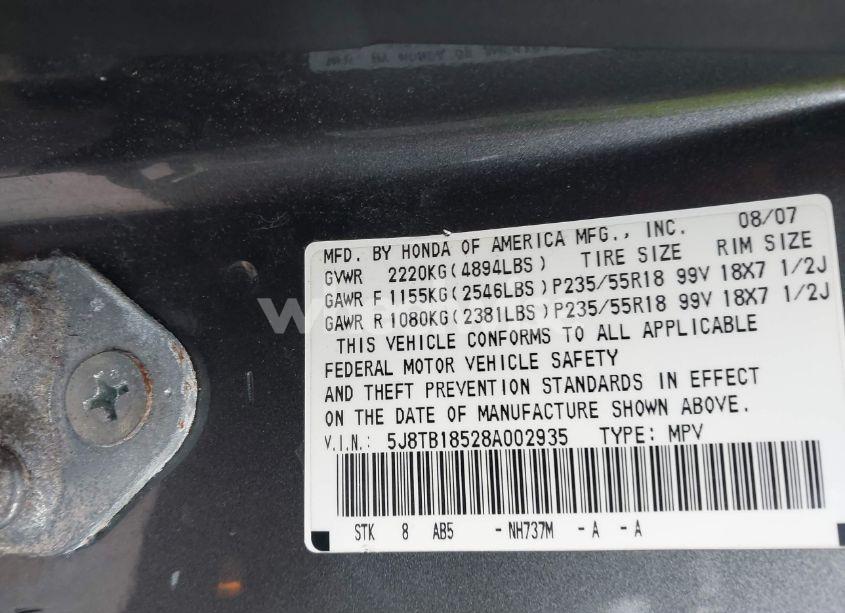 MFD. BY HONDA OF AMERICA MFG., INC. 08/07
GVWR 2220KG(4894LBS) TIRE SIZE RIM SIZE
GAWR F 1155KG(2546LBS) P235/55R18 99V 18X7 1/2J
GAWR R 1080KG(2381LBS) P235/55R18 99V 18X7 1/2J
THIS VEHICLE CONFORMS TO ALL APPLICABLE
FEDERAL MOTOR VEHICLE SAFETY
AND THEFT PREVENTION STANDARDS IN EFFECT
ON THE DATE OF MANUFACTURE SHOWN ABOVE.
V.I.N.: 5J8TB18528A002935 TYPE: MPV
STK 8 AB5 - NH737M - A - A